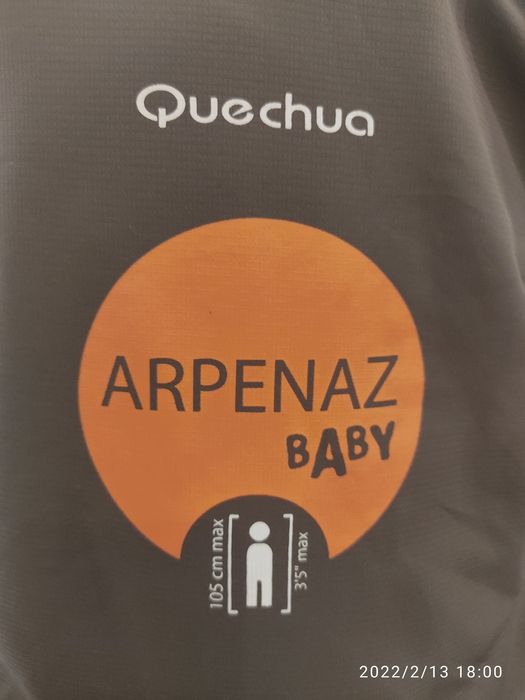 Quechua
ARPENAZ
BABY
105 cm max
3'5" max
2022/2/13 18:00